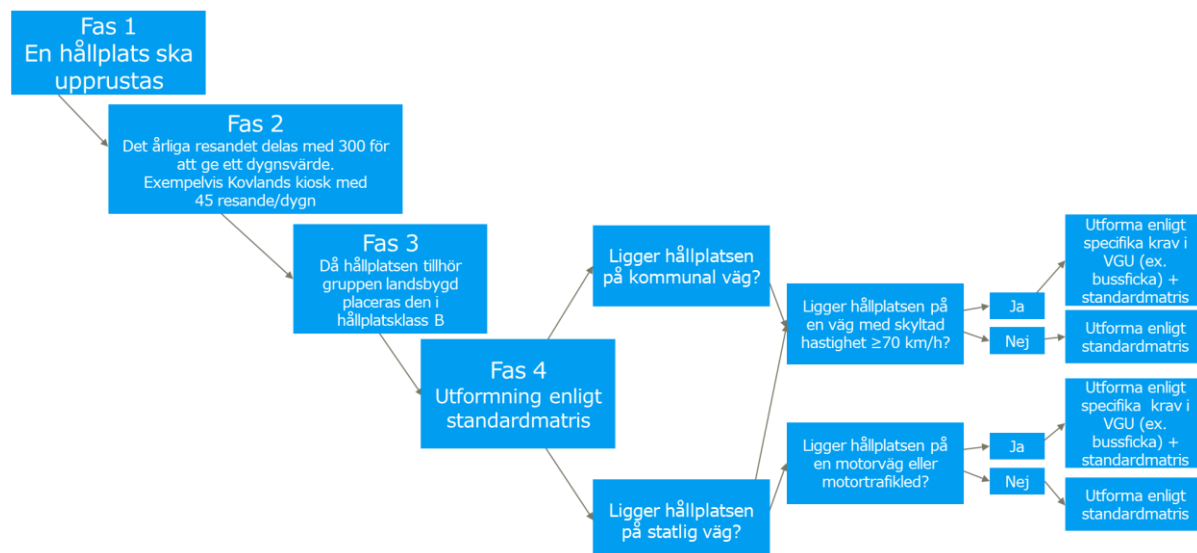 Fas 1
En hållplats ska
upprustas
Fas 2
Det årliga resandet delas med 300 för
att ge ett dygnsvärde.
Exempelvis Kovlands kiosk med
45 resande/dygn
Fas 3
Då hållplatsen tillhör
gruppen landsbygd
placeras den i
hållplatsklass B
Fas 4
Utformning enligt
standardmatris
Ligger hållplatsen
på kommunal väg?
Ligger hållplatsen
på statlig väg?
Ligger hållplatsen på
en väg med skyltad
hastighet ≥70 km/h?
Ja
Nej
Utforma enligt
specifika krav i
VGU (ex.
bussficka) +
standardmatris
Utforma enligt
standardmatris
Ligger hållplatsen på
en motorväg eller
motortrafikled?
Ja
Nej
Utforma enligt
specifika krav i
VGU (ex.
bussficka) +
standardmatris
Utforma enligt
standardmatris